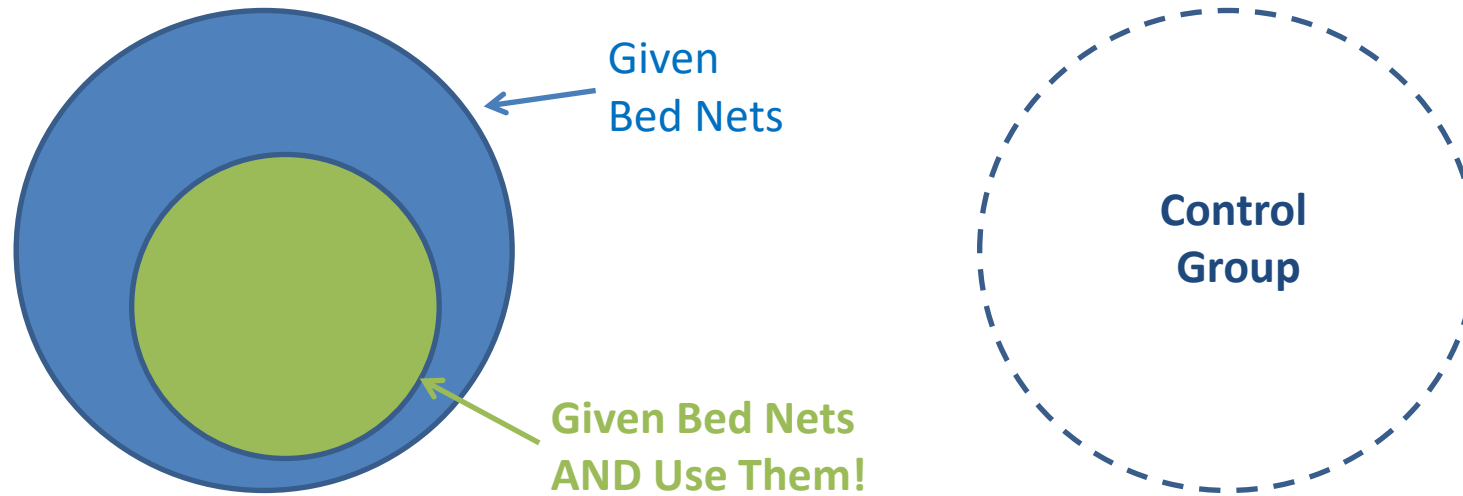 Given
Bed Nets
Control
Group
Given Bed Nets
AND Use Them!